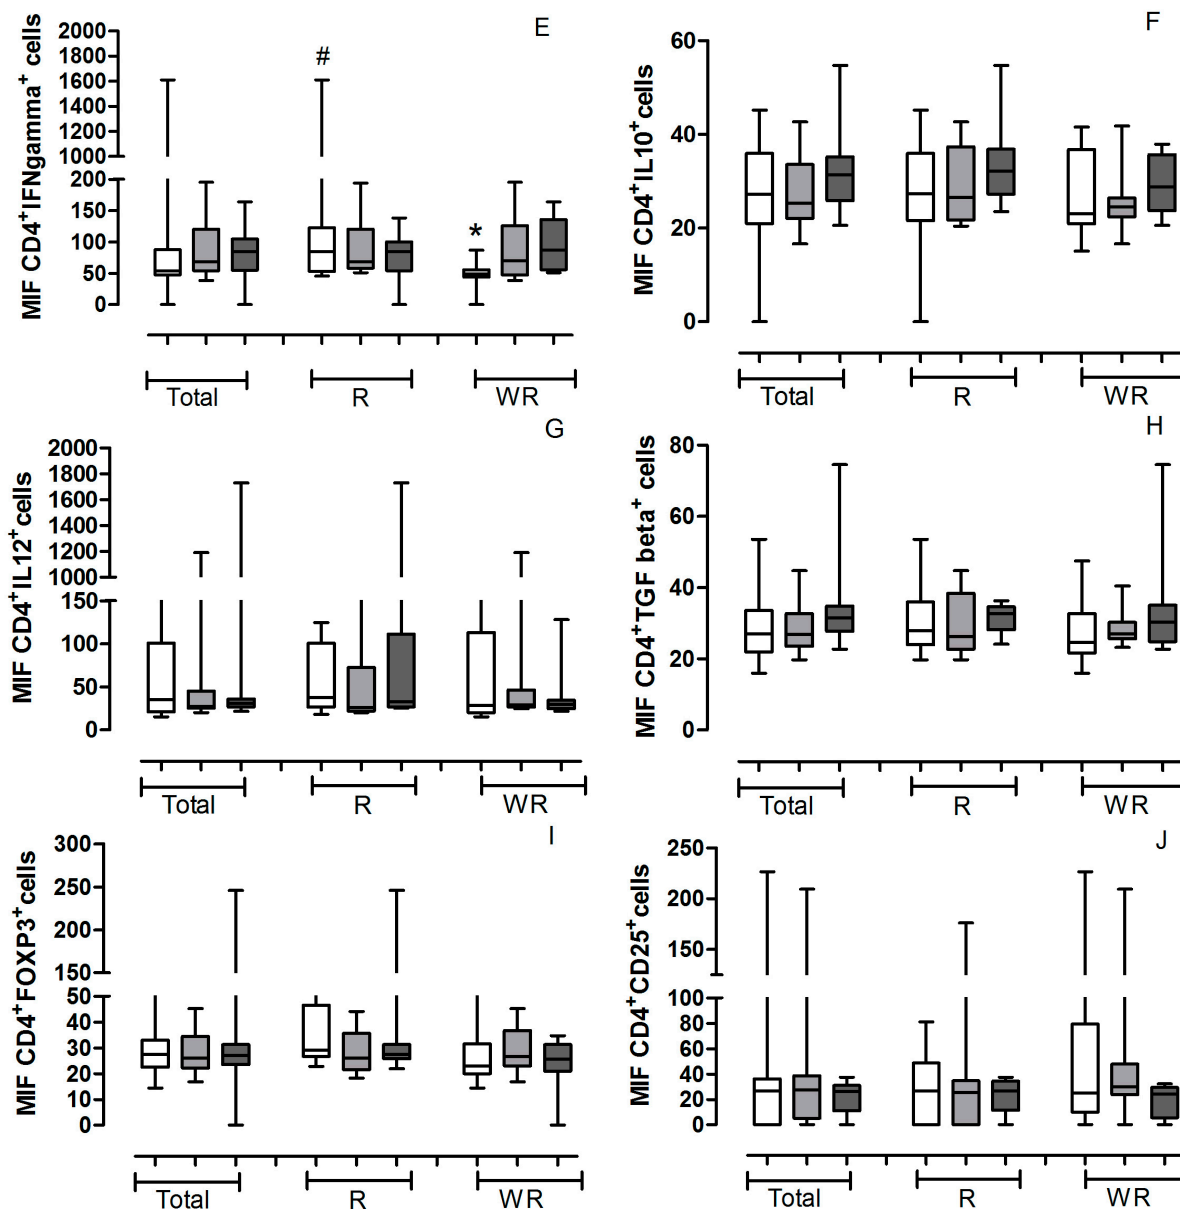 E
MIF CD4+IFNgamma+ cells
2000
1800
1600
1400
1200
1000
200
150
100
50
0
#
*
Total
R
WR
F
MIF CD4+IL10+cells
60
40
20
0
Total
R
WR
G
MIF CD4+IL12+cells
2000
1800
1600
1400
1200
1000
150
100
50
0
Total
R
WR
H
MIF CD4+TGF beta+ cells
80
60
40
20
0
Total
R
WR
I
MIF CD4+FOXP3+cells
300
250
200
150
50
40
30
20
10
0
Total
R
WR
J
MIF CD4+CD25+cells
250
200
150
100
80
60
40
20
0
Total
R
WR